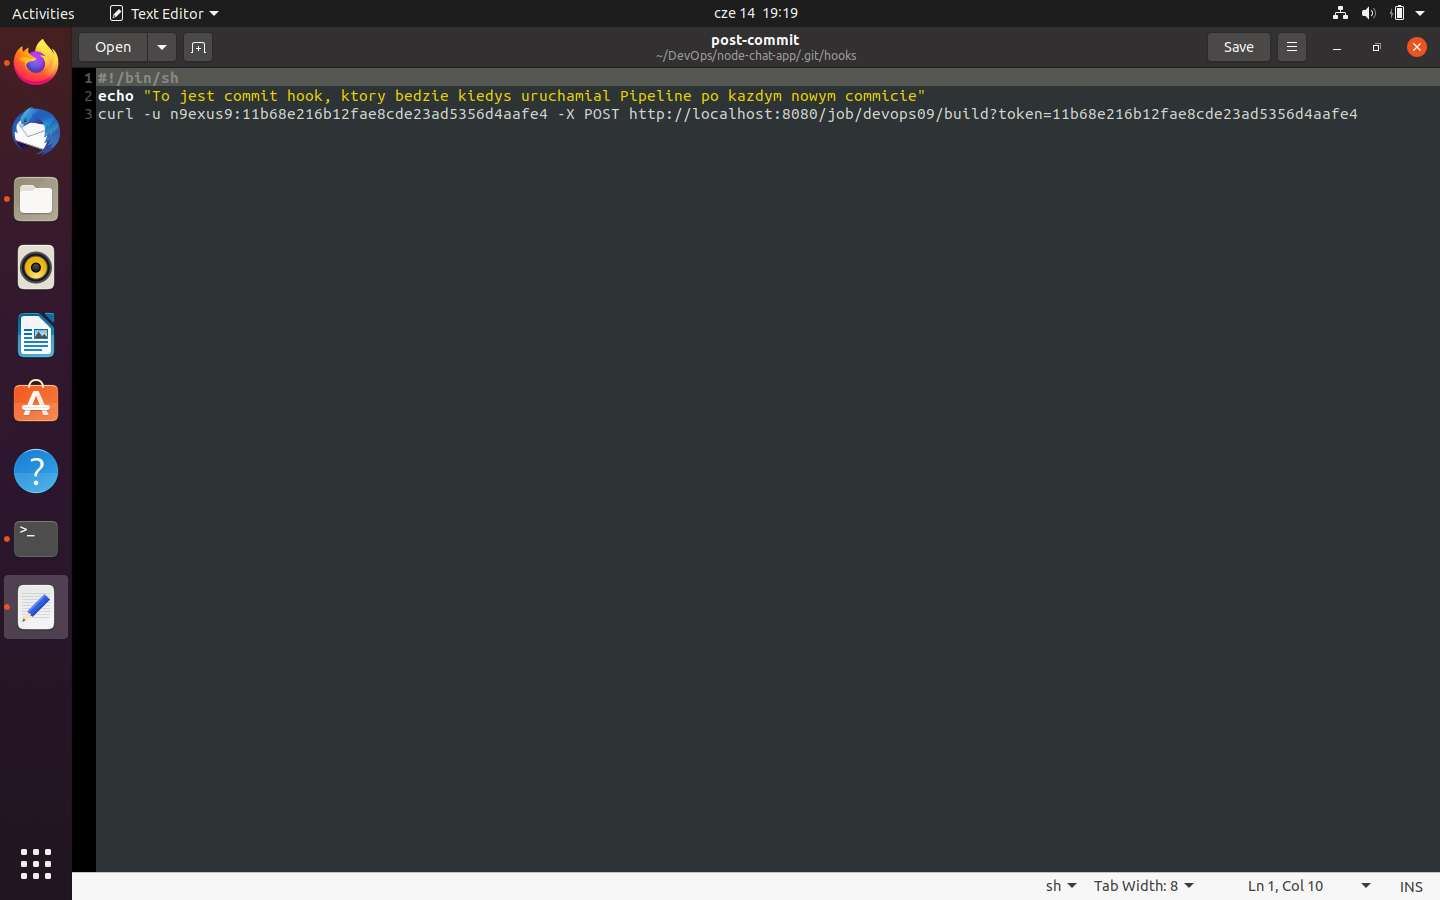 Activities Text Editor cze 14 19:19
Open post-commit Save
~/DevOps/node-chat-app/.git/hooks
1 #!/bin/sh
2 echo "To jest commit hook, ktory bedzie kiedys uruchamial Pipeline po kazdym nowym commicie"
3 curl -u n9exus9:11b68e216b12fae8cde23ad5356d4aafe4 -X POST http://localhost:8080/job/devops09/build?token=11b68e216b12fae8cde23ad5356d4aafe4
sh Tab Width: 8 Ln 1, Col 10 INS